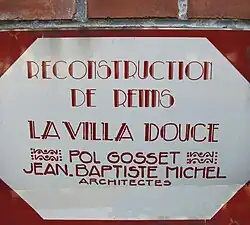 RECONSTRUCTION
DE REIMS
LA VILLA DOUCE
POL GOSSET
JEAN-BAPTISTE MICHEL
ARCHITECTES